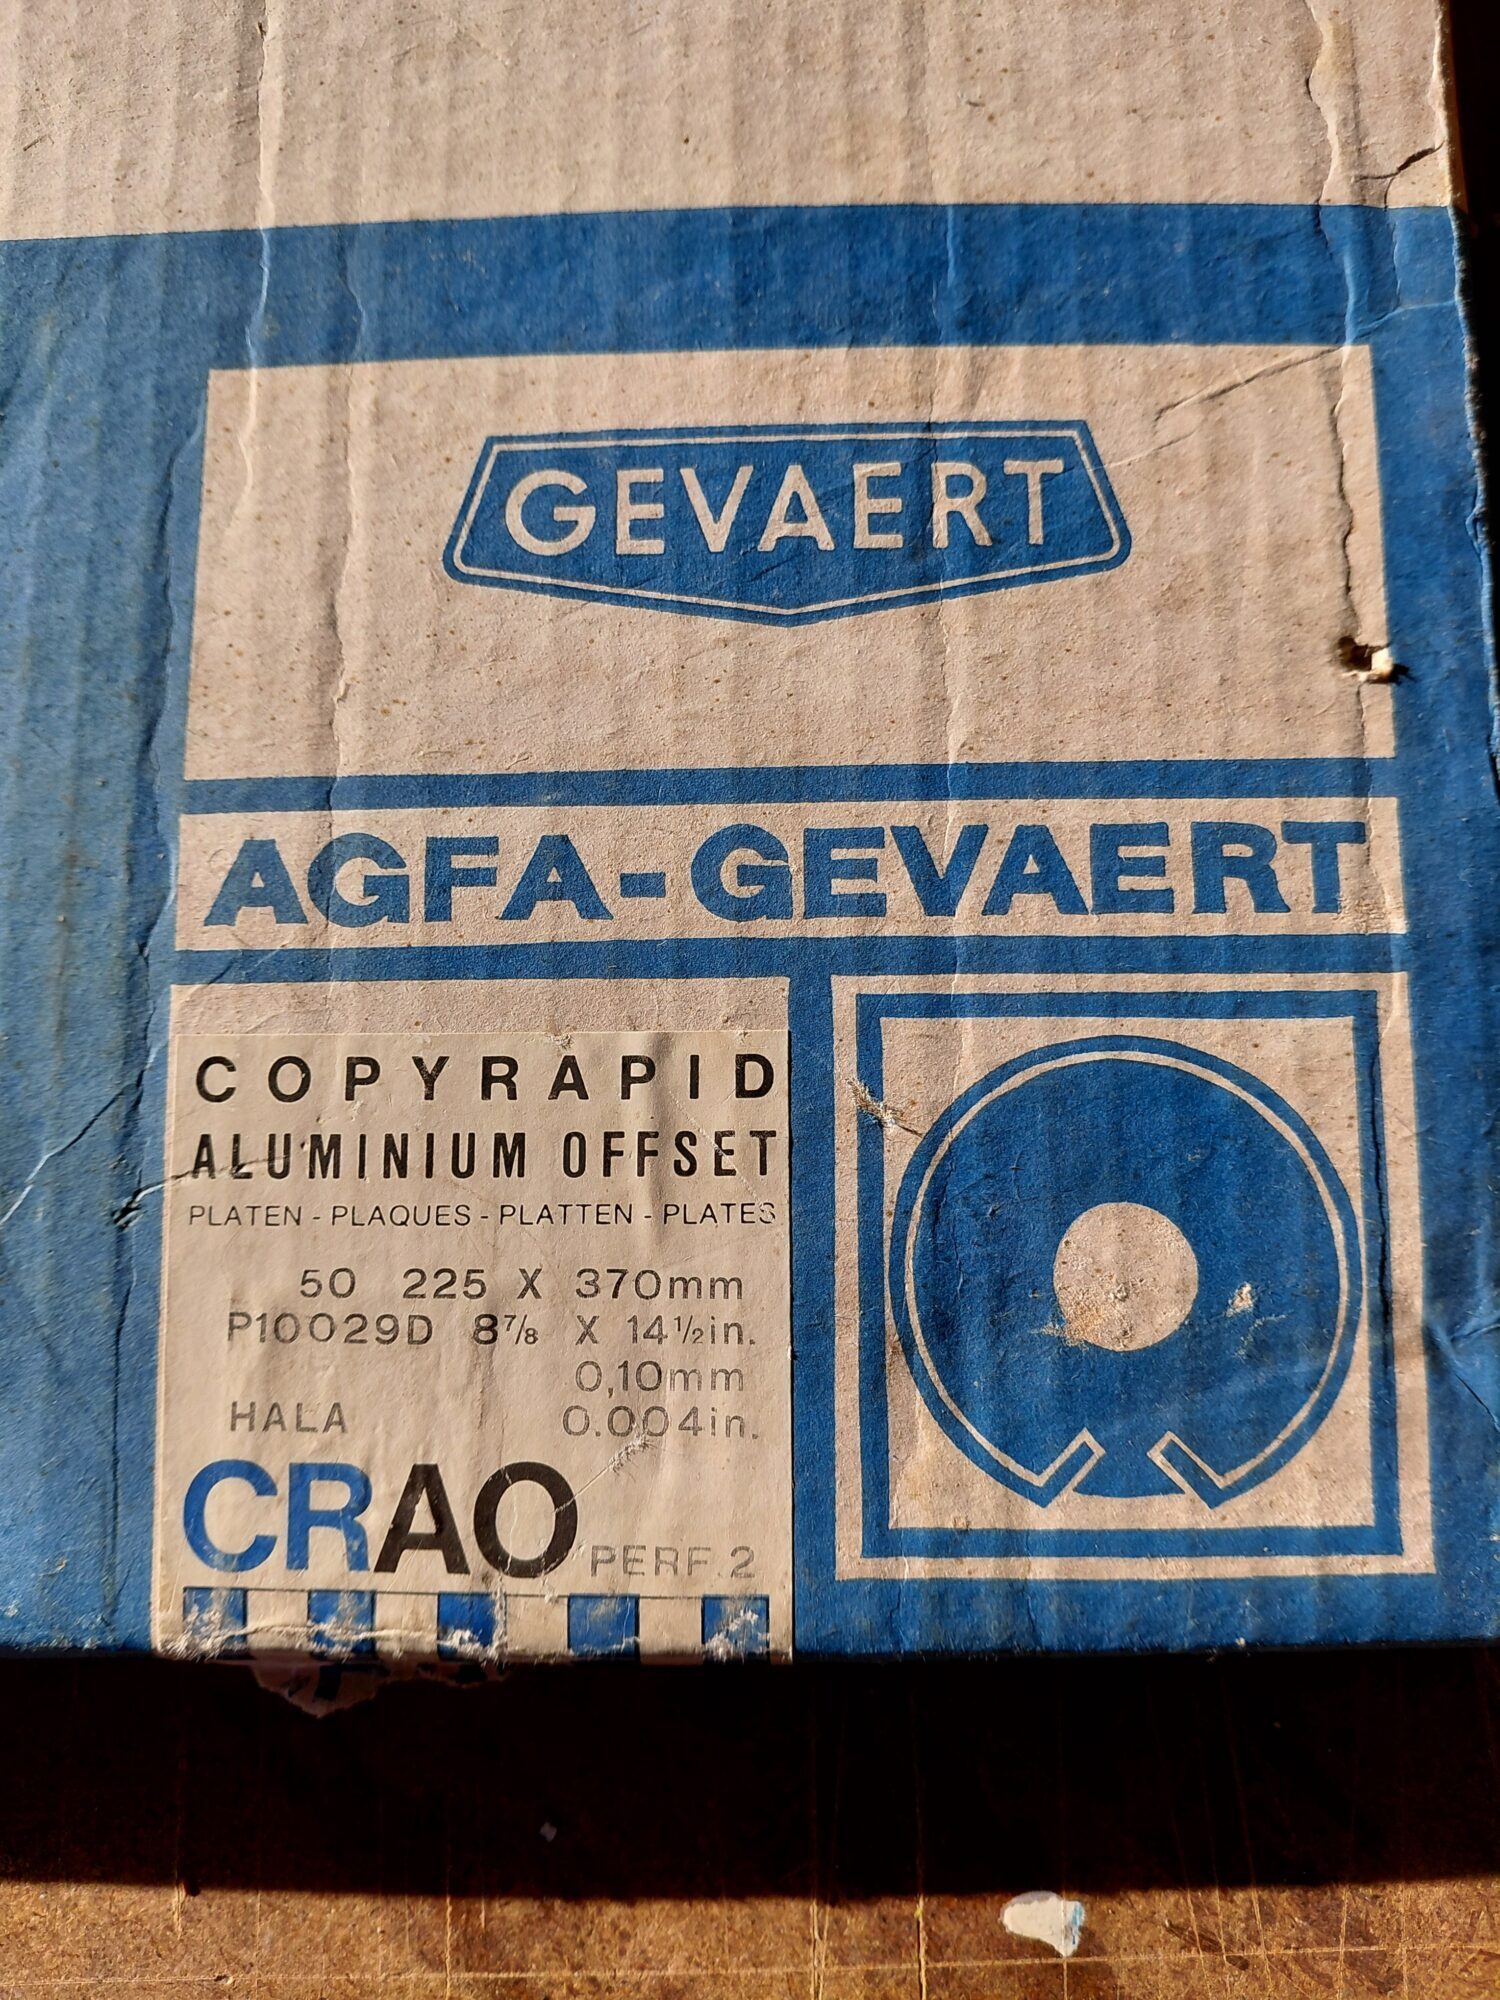 GEVAERT
AGFA-GEVAERT
COPYRAPID
ALUMINIUM OFFSET
PLATEN - PLAQUES - PLATTEN - PLATES
50 225 X 370mm
P10029D 8⅞ X 14½in.
0,10mm
HALA 0.004in.
CRAO PERF.2